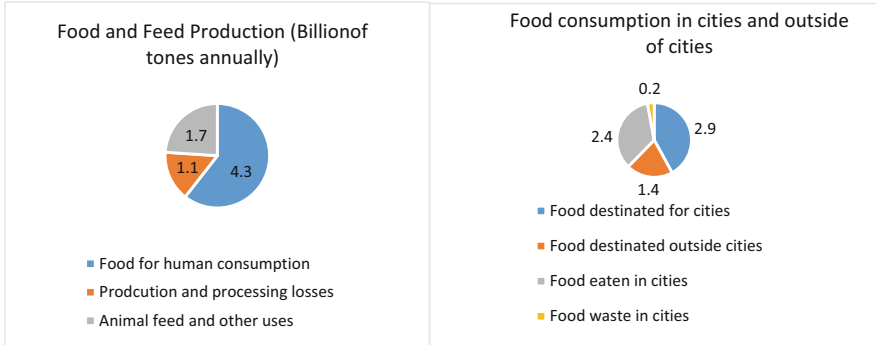 Food and Feed Production (Billionof
tones annually)
1.7
1.1
4.3
Food for human consumption
Prodcution and processing losses
Animal feed and other uses
Food consumption in cities and outside
of cities
0.2
2.4
2.9
1.4
Food destinated for cities
Food destinated outside cities
Food eaten in cities
Food waste in cities